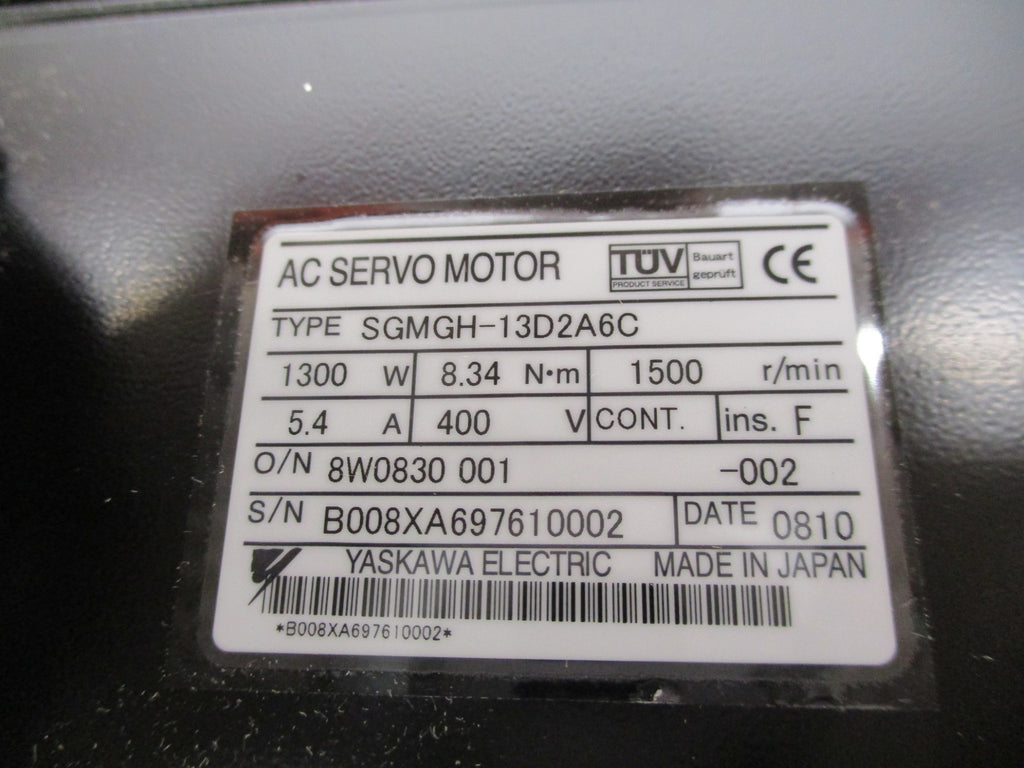 AC SERVO MOTOR TÜV PRODUCT SERVICE Bauart geprüft CE
TYPE SGMGH-13D2A6C
1300 W 8.34 N·m 1500 r/min
5.4 A 400 V CONT. ins. F
O/N 8W0830 001 -002
S/N B008XA697610002 DATE 0810
YASKAWA ELECTRIC MADE IN JAPAN
*B008XA697610002*